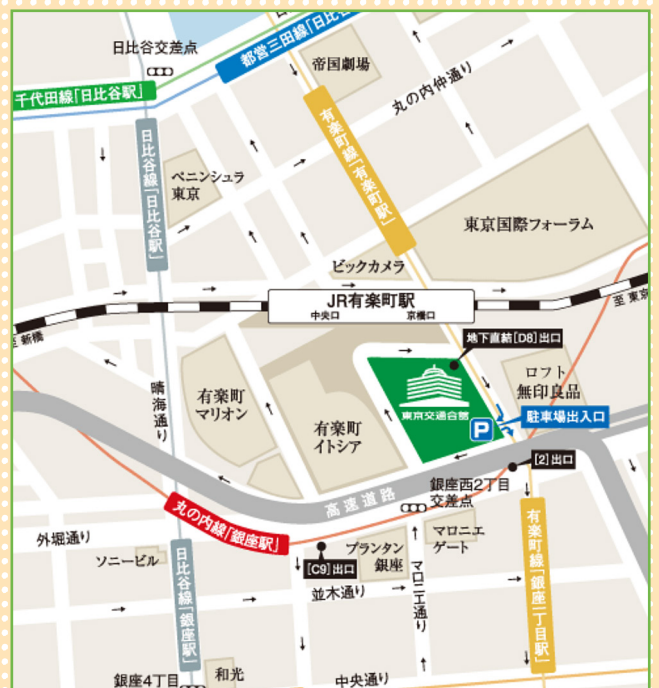 都営三田線「日比
日比谷交差点
帝国劇場
千代田線「日比谷駅」
丸の内仲通り
有楽町線「有楽町駅」
日比谷線「日比谷駅」
ペニンシュラ
東京
東京国際フォーラム
ビックカメラ
JR有楽町駅
中央口
京橋口
至 東京
至 新橋
地下直結[D8]出口
ロフト
無印良品
晴海通り
有楽町
マリオン
有楽町
イトシア
東京交通会館
P
駐車場出入口
[2]出口
高速道路
銀座西2丁目
交差点
丸の内線「銀座駅」
外堀通り
マロニエ
ゲート
有楽町線「銀座一丁目駅」
ソニービル
日比谷線「銀座駅」
プランタン
銀座
[C9]出口
マロニエ通り
並木通り
銀座4丁目
和光
中央通り